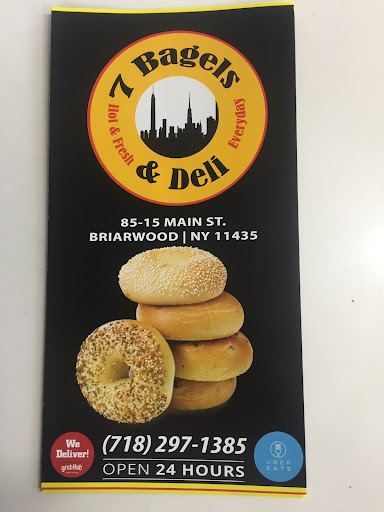 7 Bagels
Hot & Fresh
Everyday
& Deli
85-15 MAIN ST.
BRIARWOOD | NY 11435
We
Deliver!
grubHub
(718) 297-1385
OPEN 24 HOURS
UBER
EATS